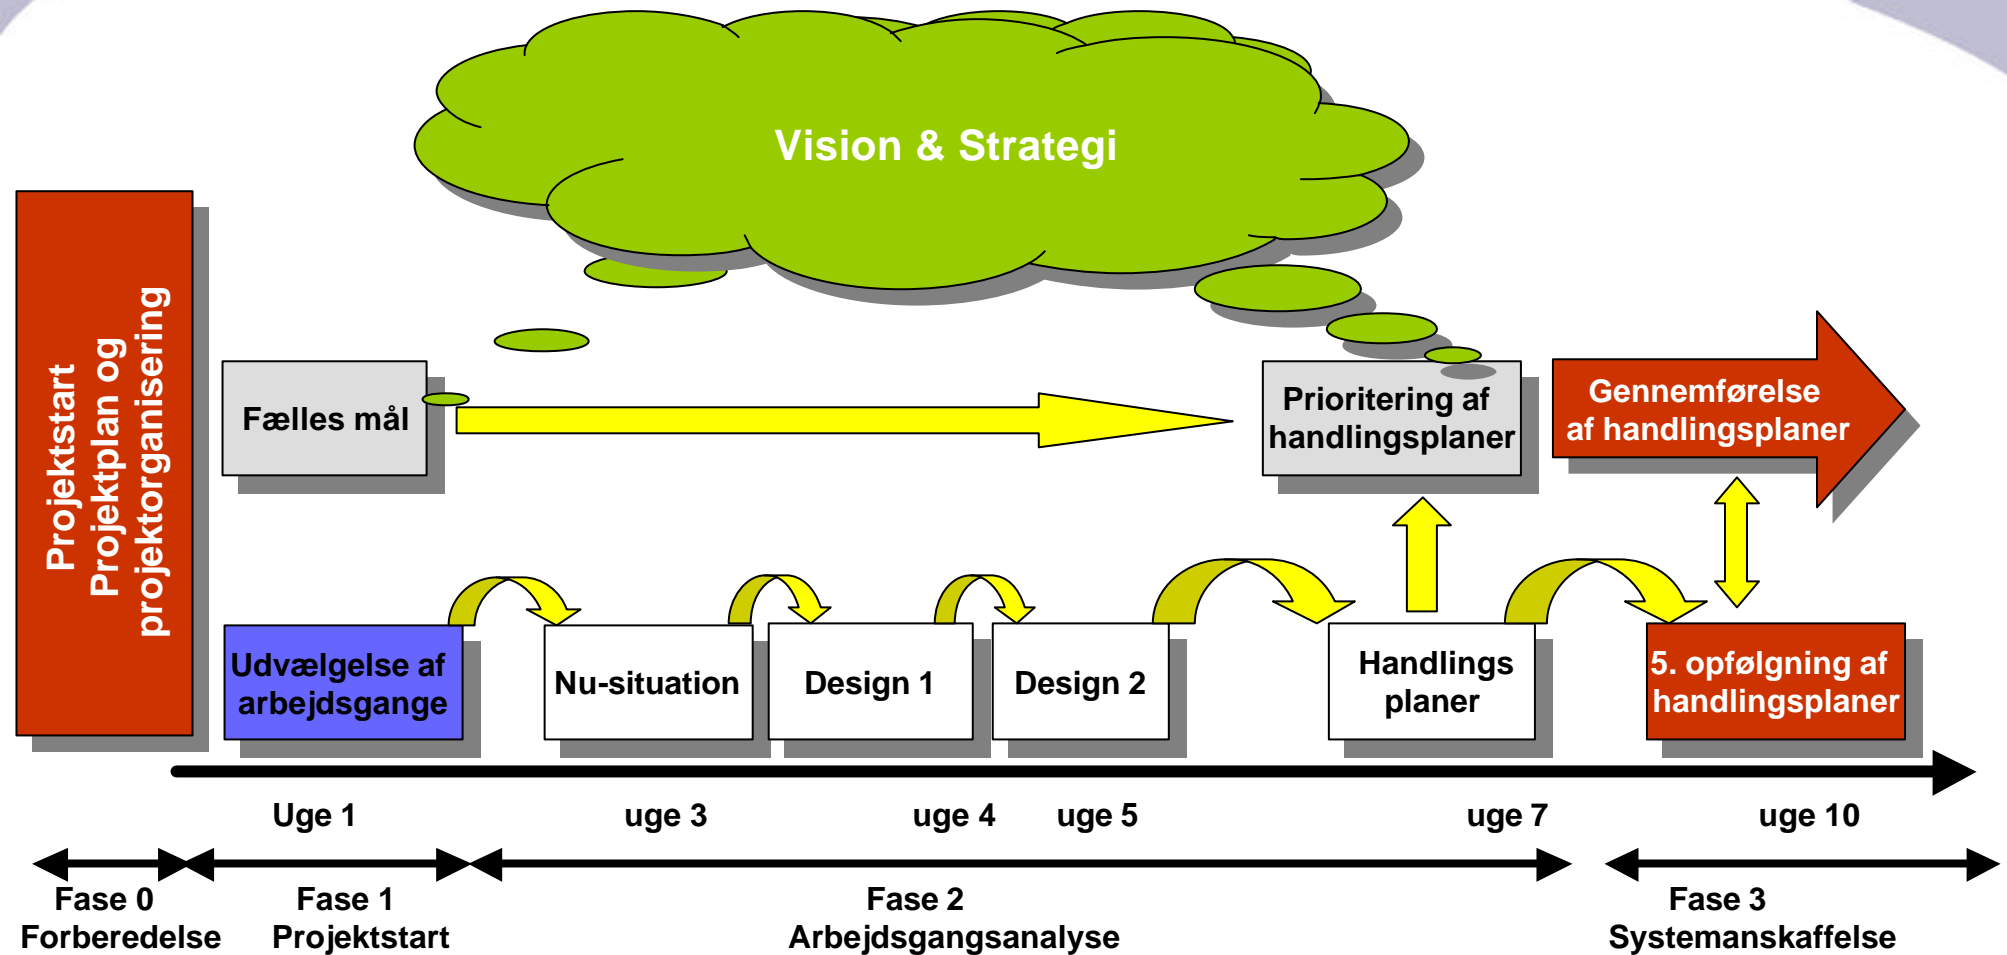 Vision & Strategi
Projektstart
Projektplan og
projektorganisering
Fælles mål
Prioritering af
handlingsplaner
Gennemførelse
af handlingsplaner
Udvælgelse af
arbejdsgange
Nu-situation
Design 1
Design 2
Handlings
planer
5. opfølgning af
handlingsplaner
Uge 1
uge 3
uge 4
uge 5
uge 7
uge 10
Fase 0
Forberedelse
Fase 1
Projektstart
Fase 2
Arbejdsgangsanalyse
Fase 3
Systemanskaffelse